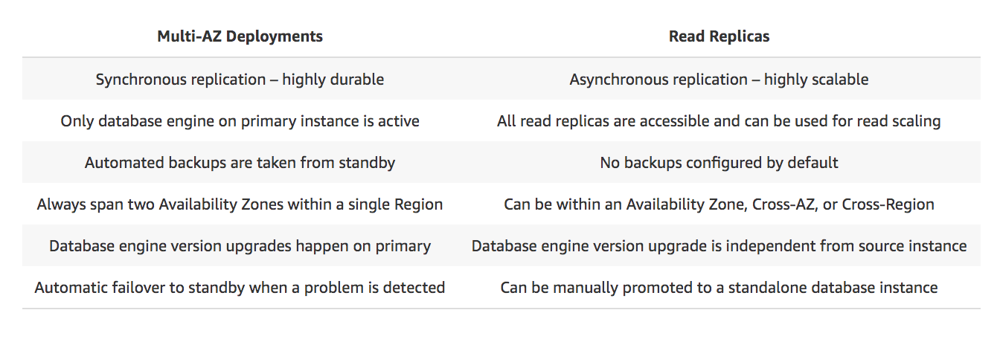 Multi-AZ Deployments Read Replicas
Synchronous replication – highly durable Asynchronous replication – highly scalable
Only database engine on primary instance is active All read replicas are accessible and can be used for read scaling
Automated backups are taken from standby No backups configured by default
Always span two Availability Zones within a single Region Can be within an Availability Zone, Cross-AZ, or Cross-Region
Database engine version upgrades happen on primary Database engine version upgrade is independent from source instance
Automatic failover to standby when a problem is detected Can be manually promoted to a standalone database instance